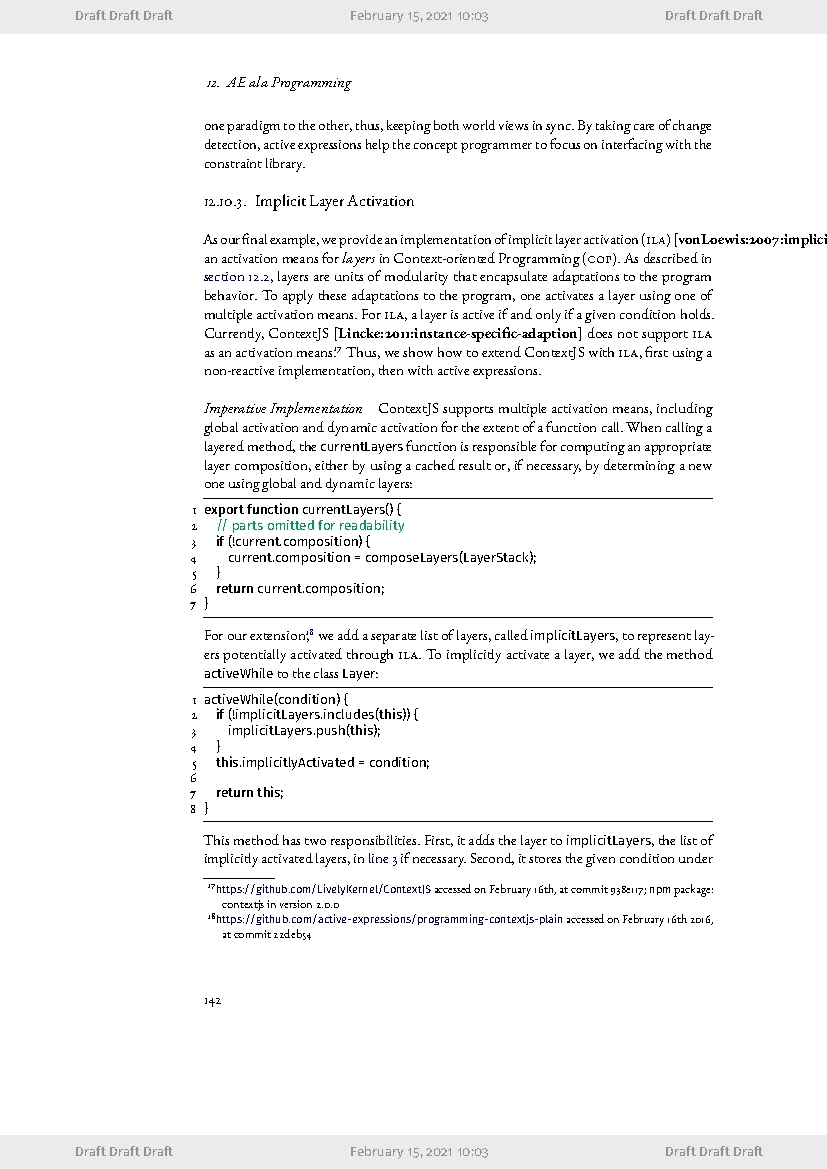 Draft Draft Draft February 15, 2021 10:03 Draft Draft Draft
12. AE ala Programming
one paradigm to the other, thus, keeping both world views in sync. By taking care of change
detection, active expressions help the concept programmer to focus on interfacing with the
constraint library.
12.10.3. Implicit Layer Activation
As our final example, we provide an implementation of implicit layer activation (ILA) [vonLoewis:2007:implici
an activation means for layers in Context-oriented Programming (COP). As described in
section 12.2, layers are units of modularity that encapsulate adaptations to the program
behavior. To apply these adaptations to the program, one activates a layer using one of
multiple activation means. For ILA, a layer is active if and only if a given condition holds.
Currently, ContextJS [Lincke:2011:instance-specific-adaption] does not support ILA
as an activation means.17 Thus, we show how to extend ContextJS with ILA, first using a
non-reactive implementation, then with active expressions.
Imperative Implementation ContextJS supports multiple activation means, including
global activation and dynamic activation for the extent of a function call. When calling a
layered method, the currentLayers function is responsible for computing an appropriate
layer composition, either by using a cached result or, if necessary, by determining a new
one using global and dynamic layers:
1 export function currentLayers() {
2 // parts omitted for readability
3 if (!current.composition) {
4 current.composition = composeLayers(LayerStack);
5 }
6 return current.composition;
7 }
For our extension,18 we add a separate list of layers, called implicitLayers, to represent lay-
ers potentially activated through ILA. To implicitly activate a layer, we add the method
activeWhile to the class Layer:
1 activeWhile(condition) {
2 if (!implicitLayers.includes(this)) {
3 implicitLayers.push(this);
4 }
5 this.implicitlyActivated = condition;
6
7 return this;
8 }
This method has two responsibilities. First, it adds the layer to implicitLayers, the list of
implicitly activated layers, in line 3 if necessary. Second, it stores the given condition under
17https://github.com/LivelyKernel/ContextJS accessed on February 16th, at commit 938e117; npm package:
contextjs in version 2.0.0
18https://github.com/active-expressions/programming-contextjs-plain accessed on February 16th 2016,
at commit 22deb54
142
Draft Draft Draft February 15, 2021 10:03 Draft Draft Draft